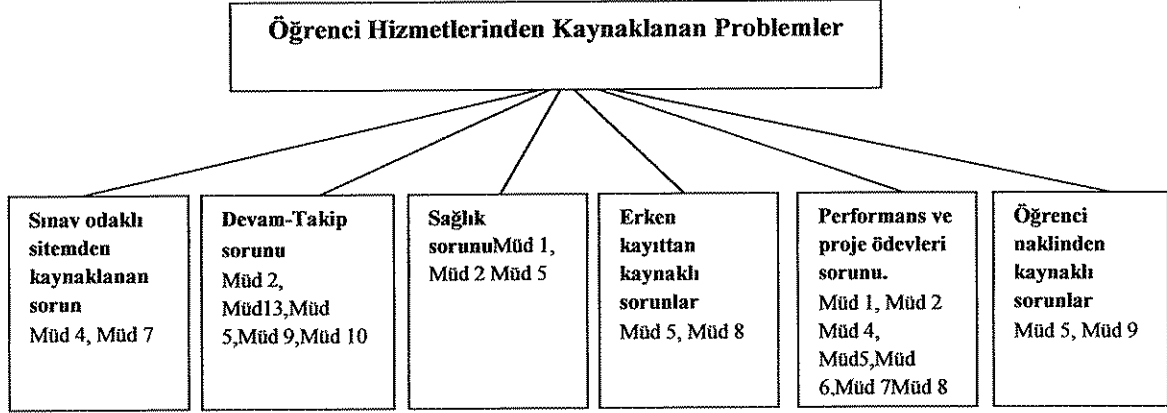 Öğrenci Hizmetlerinden Kaynaklanan Problemler
Sınav odaklı
sitemden
kaynaklanan
sorun
Müd 4, Müd 7
Devam-Takip
sorunu
Müd 2,
Müd13,Müd
5,Müd 9,Müd 10
Sağlık
sorunuMüd 1,
Müd 2 Müd 5
Erken
kayıttan
kaynaklı
sorunlar
Müd 5, Müd 8
Performans ve
proje ödevleri
sorunu.
Müd 1, Müd 2
Müd 4,
Müd5,Müd
6,Müd 7Müd 8
Öğrenci
naklinden
kaynaklı
sorunlar
Müd 5, Müd 9